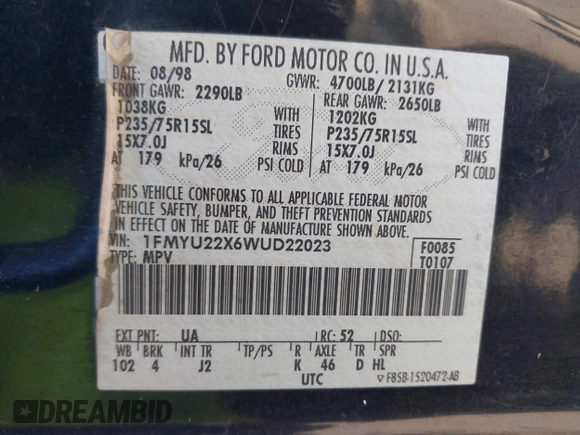 MFD. BY FORD MOTOR CO. IN U.S.A.
DATE: 08/98 GVWR: 4700LB/ 2131KG
FRONT GAWR: 2290LB REAR GAWR: 2650LB
1038KG 1202KG
P235/75R15SL WITH TIRES P235/75R15SL WITH TIRES
15X7.0J RIMS 15X7.0J RIMS
AT 179 kPa/26 PSI COLD AT 179 kPa/26 PSI COLD
THIS VEHICLE CONFORMS TO ALL APPLICABLE FEDERAL MOTOR
VEHICLE SAFETY, BUMPER, AND THEFT PREVENTION STANDARDS
IN EFFECT ON THE DATE OF MANUFACTURE SHOWN ABOVE.
VIN: 1FMYU22X6WUD22023 F0085
TYPE: MPV T0107
EXT PNT: UA RC: 52 DSO:
WB BRK INT TR TP/PS R AXLE TR SPR
102 4 J2 K 46 D HL
UTC F85B-1520472-AB
DREAMBID